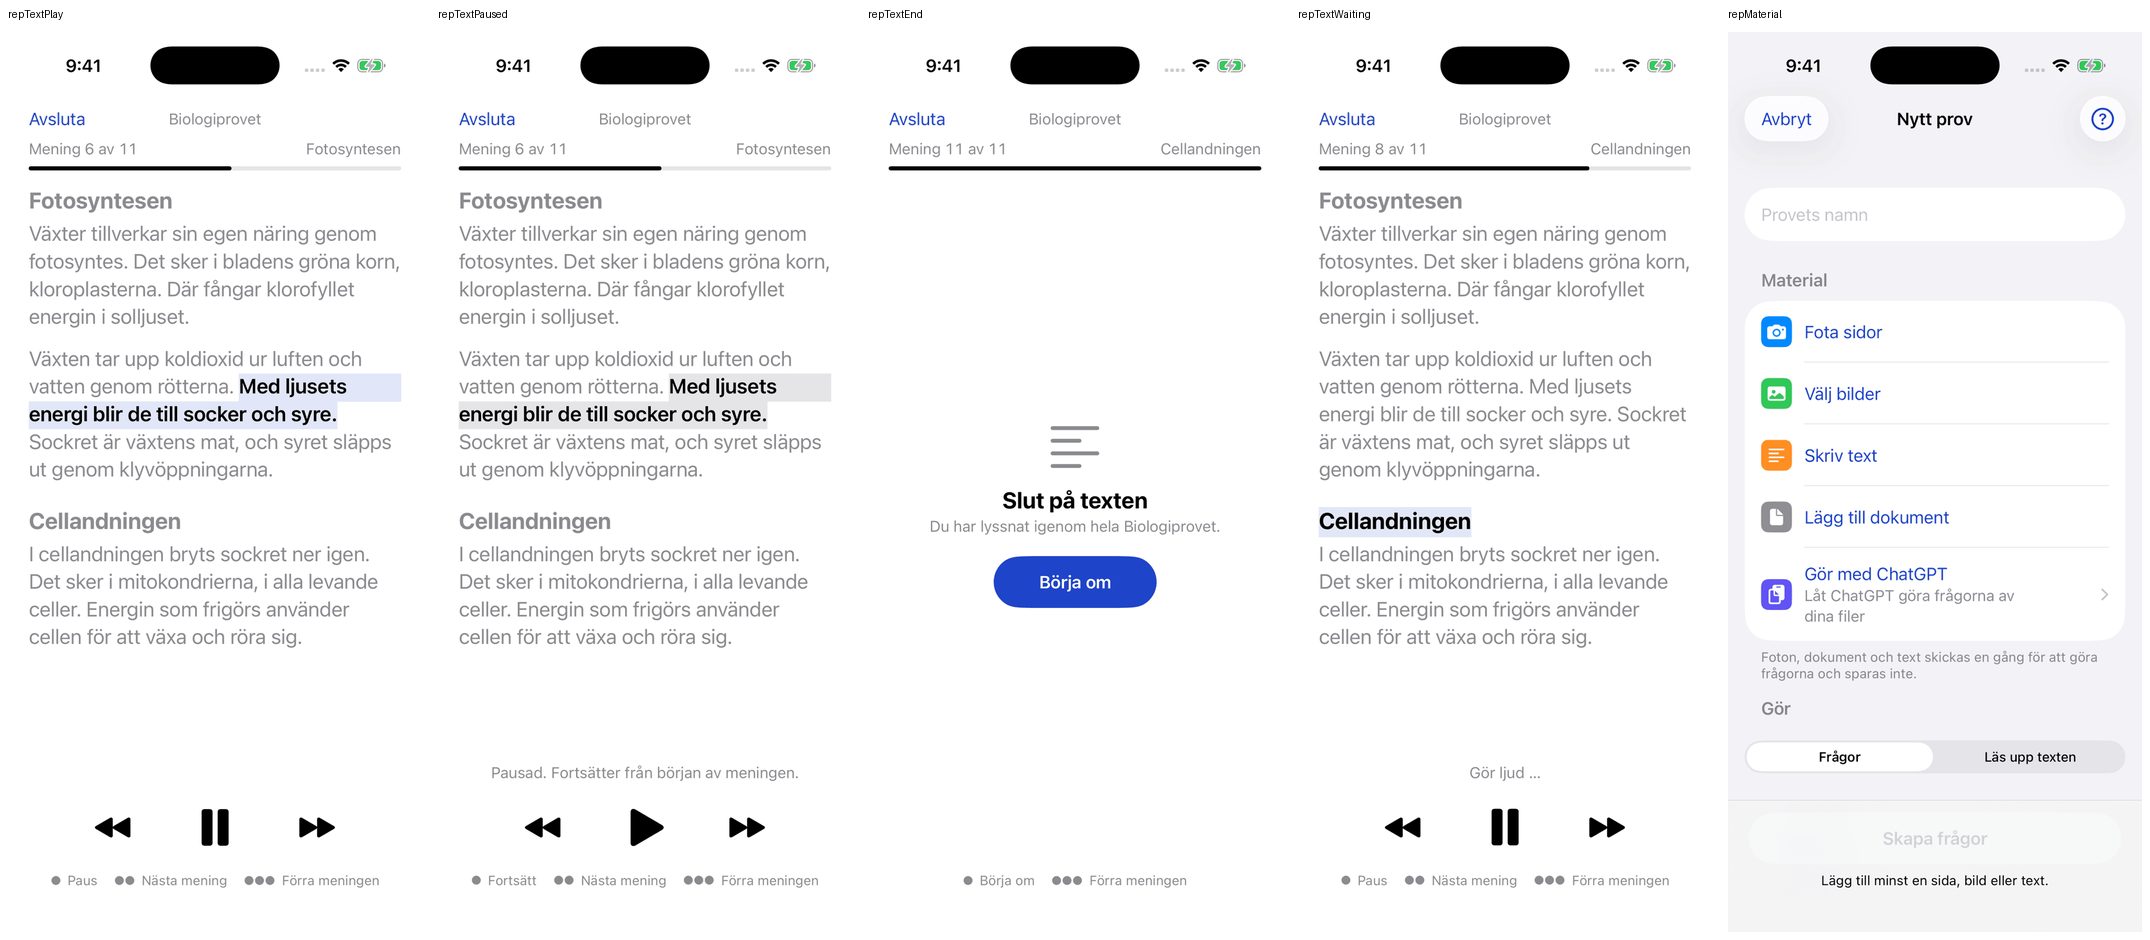 repTextPlay
9:41
Avsluta
Biologiprovet
Mening 6 av 11
Fotosyntesen
Fotosyntesen
Växter tillverkar sin egen näring genom
fotosyntes. Det sker i bladens gröna korn,
kloroplasterna. Där fångar klorofyllet
energin i solljuset.
Växten tar upp koldioxid ur luften och
vatten genom rötterna. Med ljusets
energi blir de till socker och syre.
Sockret är växtens mat, och syret släpps
ut genom klyvöppningarna.
Cellandningen
I cellandningen bryts sockret ner igen.
Det sker i mitokondrierna, i alla levande
celler. Energin som frigörs använder
cellen för att växa och röra sig.
Paus
Nästa mening
Förra meningen
repTextPaused
9:41
Avsluta
Biologiprovet
Mening 6 av 11
Fotosyntesen
Fotosyntesen
Växter tillverkar sin egen näring genom
fotosyntes. Det sker i bladens gröna korn,
kloroplasterna. Där fångar klorofyllet
energin i solljuset.
Växten tar upp koldioxid ur luften och
vatten genom rötterna. Med ljusets
energi blir de till socker och syre.
Sockret är växtens mat, och syret släpps
ut genom klyvöppningarna.
Cellandningen
I cellandningen bryts sockret ner igen.
Det sker i mitokondrierna, i alla levande
celler. Energin som frigörs använder
cellen för att växa och röra sig.
Pausad. Fortsätter från början av meningen.
Fortsätt
Nästa mening
Förra meningen
repTextEnd
9:41
Avsluta
Biologiprovet
Mening 11 av 11
Cellandningen
Slut på texten
Du har lyssnat igenom hela Biologiprovet.
Börja om
Börja om
Förra meningen
repTextWaiting
9:41
Avsluta
Biologiprovet
Mening 8 av 11
Cellandningen
Fotosyntesen
Växter tillverkar sin egen näring genom
fotosyntes. Det sker i bladens gröna korn,
kloroplasterna. Där fångar klorofyllet
energin i solljuset.
Växten tar upp koldioxid ur luften och
vatten genom rötterna. Med ljusets
energi blir de till socker och syre. Sockret
är växtens mat, och syret släpps ut
genom klyvöppningarna.
Cellandningen
I cellandningen bryts sockret ner igen.
Det sker i mitokondrierna, i alla levande
celler. Energin som frigörs använder
cellen för att växa och röra sig.
Gör ljud ...
Paus
Nästa mening
Förra meningen
repMaterial
9:41
Avbryt
Nytt prov
?
Provets namn
Material
Fota sidor
Välj bilder
Skriv text
Lägg till dokument
Gör med ChatGPT
Låt ChatGPT göra frågorna av
dina filer
Foton, dokument och text skickas en gång för att göra
frågorna och sparas inte.
Gör
Frågor
Läs upp texten
Skapa frågor
Lägg till minst en sida, bild eller text.